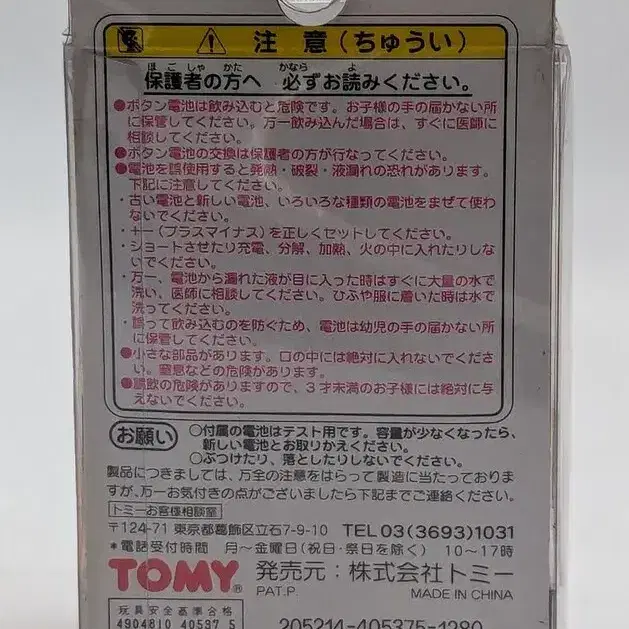 注意（ちゅうい）
ほごしゃ かた かなら よ
保護者の方へ 必ずお読みください。
●ボタン電池は飲み込むと危険です。お子様の手の届かない所
に保管してください。万一飲み込んだ場合は、すぐに医師に
相談してください。
●ボタン電池の交換は保護者の方が行なってください。
●電池を誤使用すると発熱・破裂・液漏れの恐れがあります。
下記に注意してください。
・古い電池と新しい電池、いろいろな種類の電池をまぜて使わ
ないでください。
・＋－（プラスマイナス）を正しくセットしてください。
・ショートさせたり充電、分解、加熱、火の中に入れたりしな
いでください。
・万一、電池から漏れた液が目に入った時はすぐに大量の水で
洗い、医師に相談してください。ひふや服に着いた時は水で
洗ってください。
・誤って飲み込むのを防ぐため、電池は幼児の手の届かない所
に保管してください。
●小さな部品があります。口の中には絶対に入れないでくださ
い。窒息などの危険があります。
●誤飲の危険がありますので、3才未満のお子様には絶対に与
えないでください。
お願い ○付属の電池はテスト用です。容量が少なくなったら、
新しい電池とお取りかえください。
○ぶつけたり、落としたりしないでください。
製品につきましては、万全の注意をはらって製造に当たっておりま
すが、万一お気付きの点がございましたら下記までご連絡ください。
トミーお客様相談室
〒124-71 東京都葛飾区立石7-9-10 TEL 03(3693)1031
＊電話受付時間 月～金曜日（祝日・祭日を除く） 10～17時
TOMY® 発売元：株式会社トミー
PAT.P. MADE IN CHINA
玩具安全基準合格
4904810 40537 5
205214-405375-1280